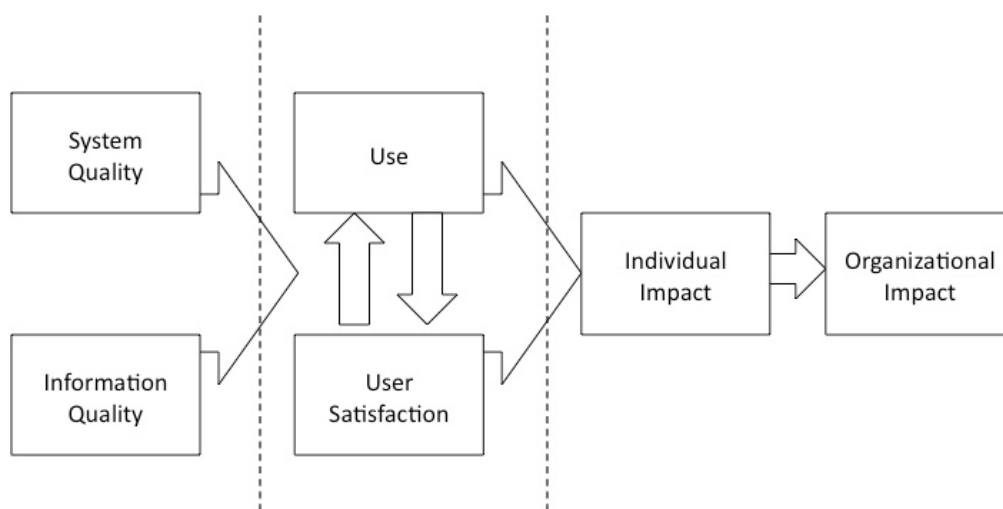 System
Quality
Use
Individual
Impact
Organizational
Impact
Information
Quality
User
Satisfaction